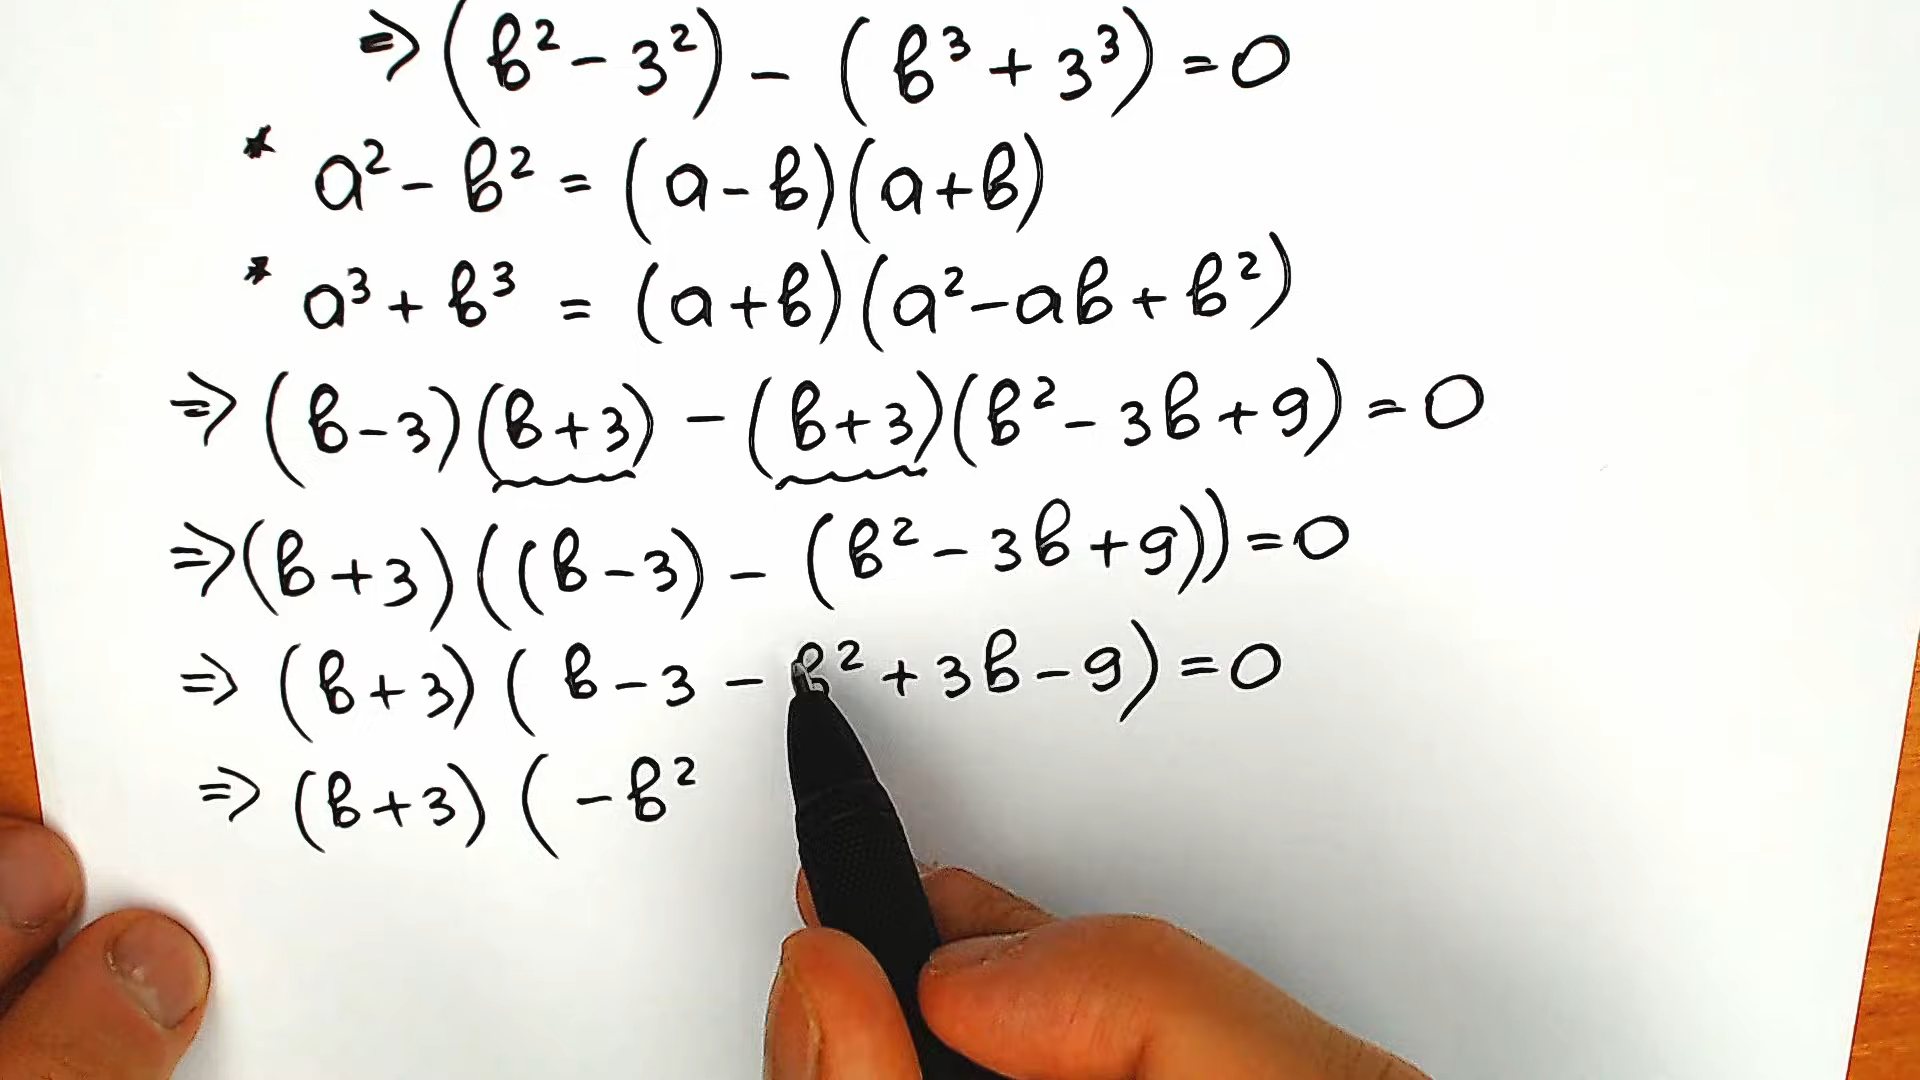 ⇒ (b² - 3²) - (b³ + 3³) = 0
* a² - b² = (a - b)(a + b)
* a³ + b³ = (a + b)(a² - ab + b²)
⇒ (b - 3)(b + 3) - (b + 3)(b² - 3b + 9) = 0
⇒ (b + 3)((b - 3) - (b² - 3b + 9)) = 0
⇒ (b + 3)(b - 3 - b² + 3b - 9) = 0
⇒ (b + 3)(-b²